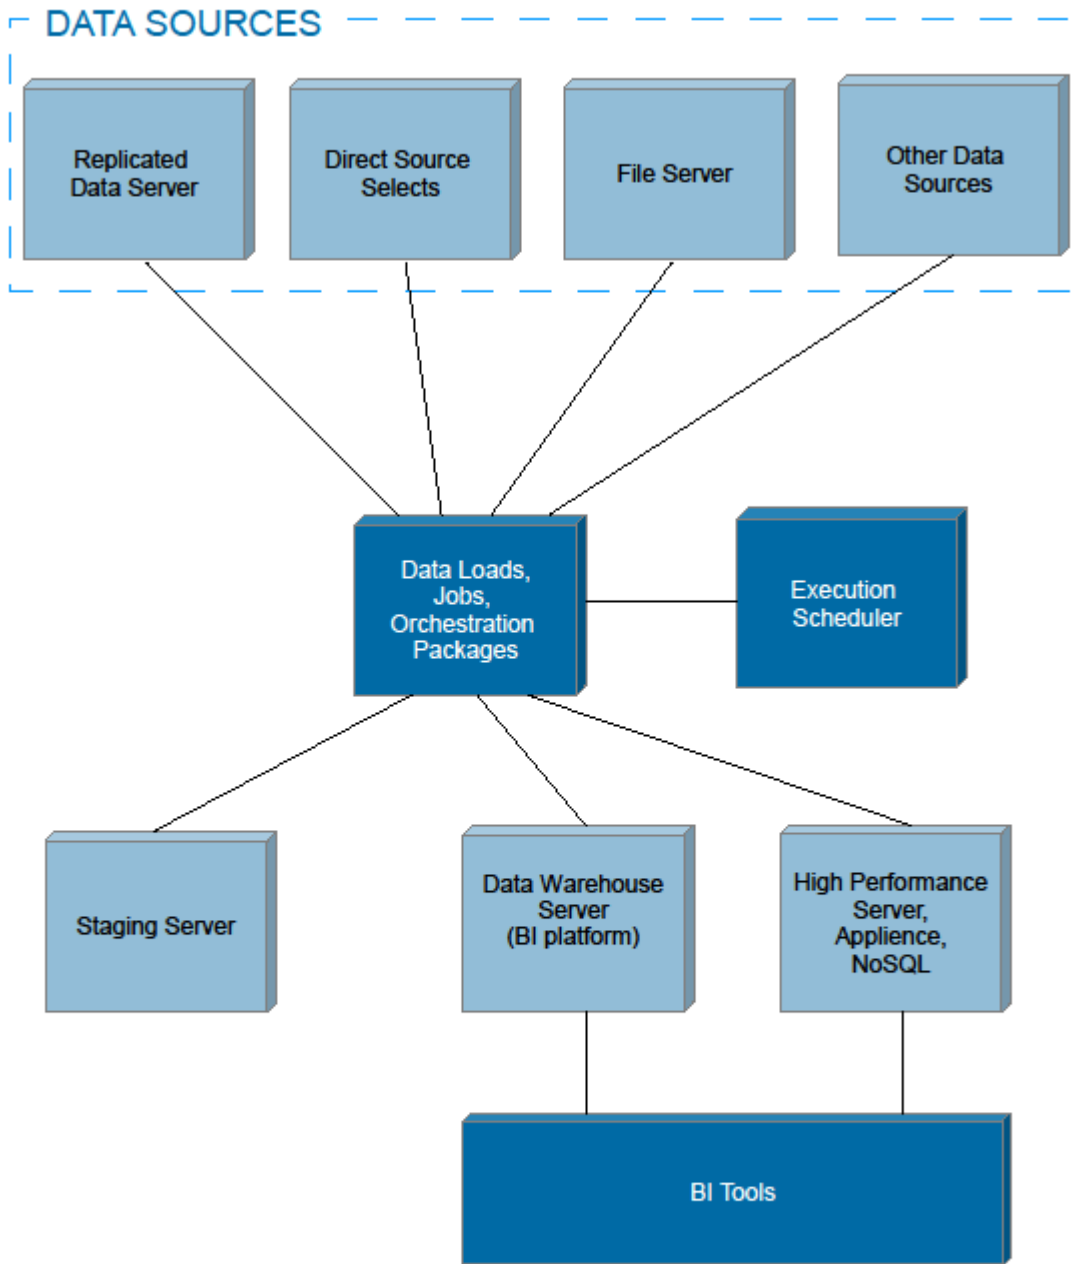 DATA SOURCES
Replicated
Data Server
Direct Source
Selects
File Server
Other Data
Sources
Data Loads,
Jobs,
Orchestration
Packages
Execution
Scheduler
Staging Server
Data Warehouse
Server
(BI platform)
High Performance
Server,
Applience,
NoSQL
BI Tools